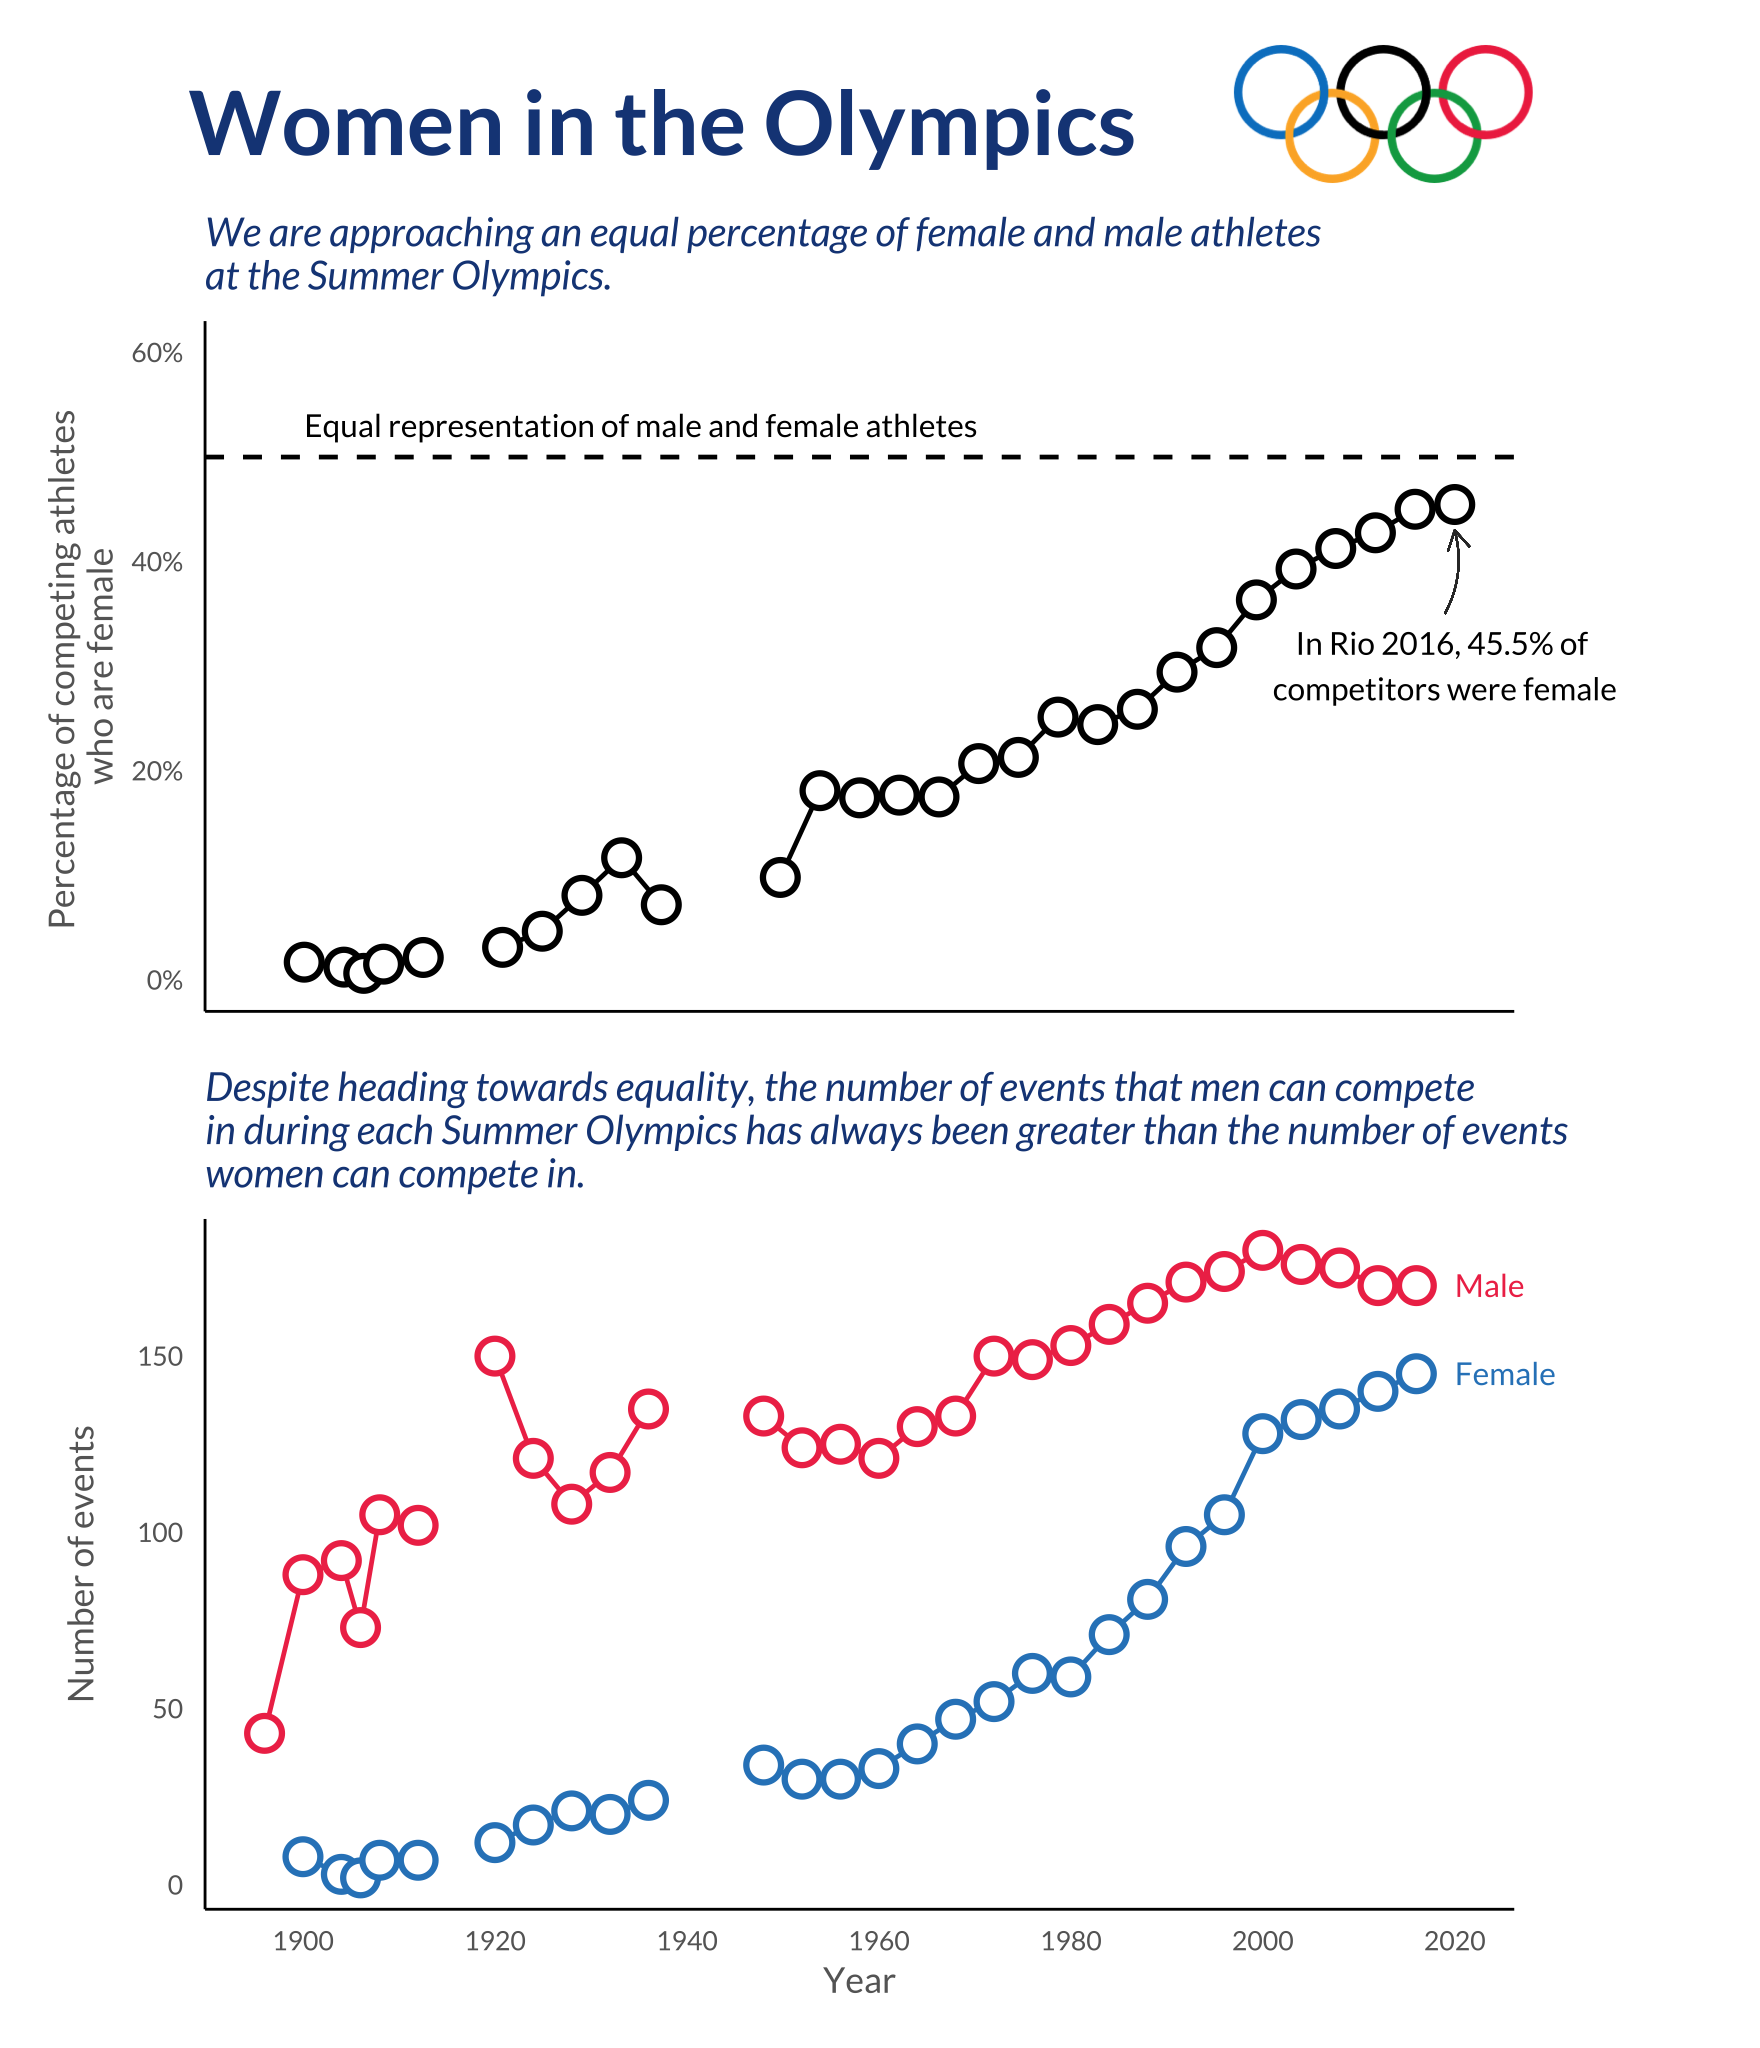 Women in the Olympics
We are approaching an equal percentage of female and male athletes
at the Summer Olympics.
Percentage of competing athletes
who are female
60%
40%
20%
0%
Equal representation of male and female athletes
In Rio 2016, 45.5% of
competitors were female
Despite heading towards equality, the number of events that men can compete
in during each Summer Olympics has always been greater than the number of events
women can compete in.
Number of events
150
100
50
0
Male
Female
1900 1920 1940 1960 1980 2000 2020
Year